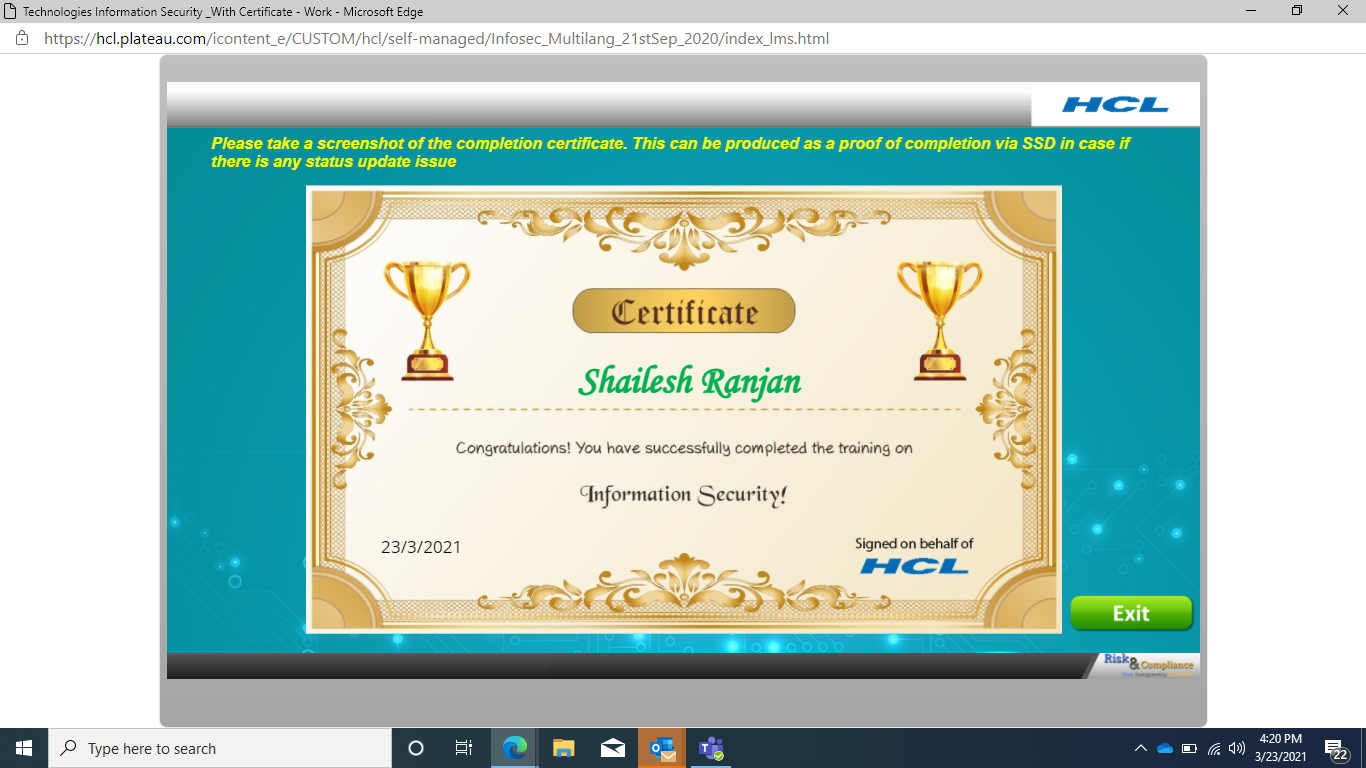 Technologies Information Security _With Certificate - Work - Microsoft Edge
https://hcl.plateau.com/icontent_e/CUSTOM/hcl/self-managed/Infosec_Multilang_21stSep_2020/index_lms.html
HCL
Please take a screenshot of the completion certificate. This can be produced as a proof of completion via SSD in case if
there is any status update issue
Certificate
Shailesh Ranjan
Congratulations! You have successfully completed the training on
Information Security!
23/3/2021
Signed on behalf of
HCL
Exit
Risk & Compliance
Type here to search
4:20 PM
3/23/2021
22